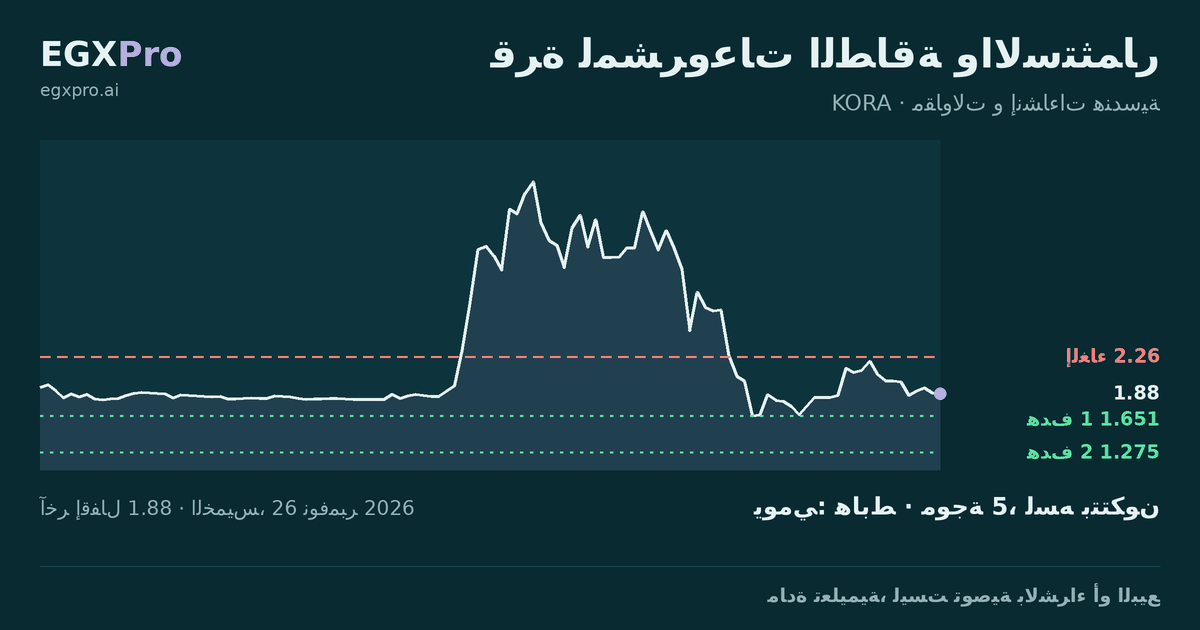 EGXPro
egxpro.ai
قرة لمشروعات الطاقة والاستثمار
KORA · مقاولات و إنشاءات هندسية
إلغاء 2.26
1.88
هدف 1 1.651
هدف 2 1.275
يومي: هابط · موجة 5، لسه بتتكون
آخر إقفال 1.88 · الخميس، 26 نوفمبر 2026
مادة تعليمية، ليست توصية بالشراء أو البيع